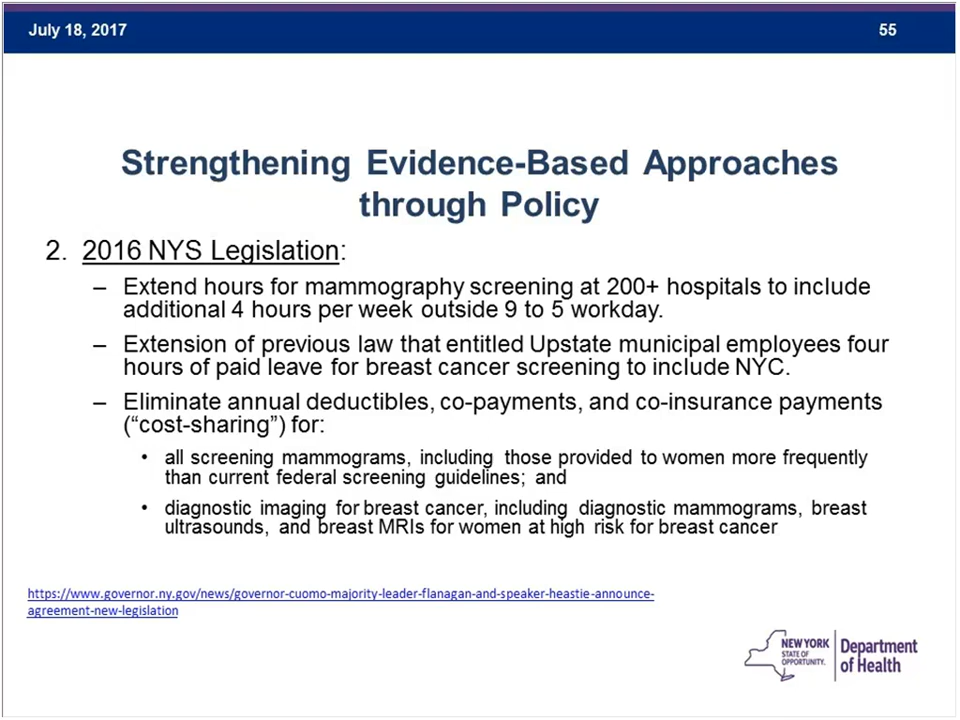 July 18, 2017
55
Strengthening Evidence-Based Approaches
through Policy
2. 2016 NYS Legislation:
– Extend hours for mammography screening at 200+ hospitals to include
additional 4 hours per week outside 9 to 5 workday.
– Extension of previous law that entitled Upstate municipal employees four
hours of paid leave for breast cancer screening to include NYC.
– Eliminate annual deductibles, co-payments, and co-insurance payments
(“cost-sharing”) for:
• all screening mammograms, including those provided to women more frequently
than current federal screening guidelines; and
• diagnostic imaging for breast cancer, including diagnostic mammograms, breast
ultrasounds, and breast MRIs for women at high risk for breast cancer
https://www.governor.ny.gov/news/governor-cuomo-majority-leader-flanagan-and-speaker-heastie-announce-
agreement-new-legislation
NEW YORK
STATE OF
OPPORTUNITY.
Department
of Health